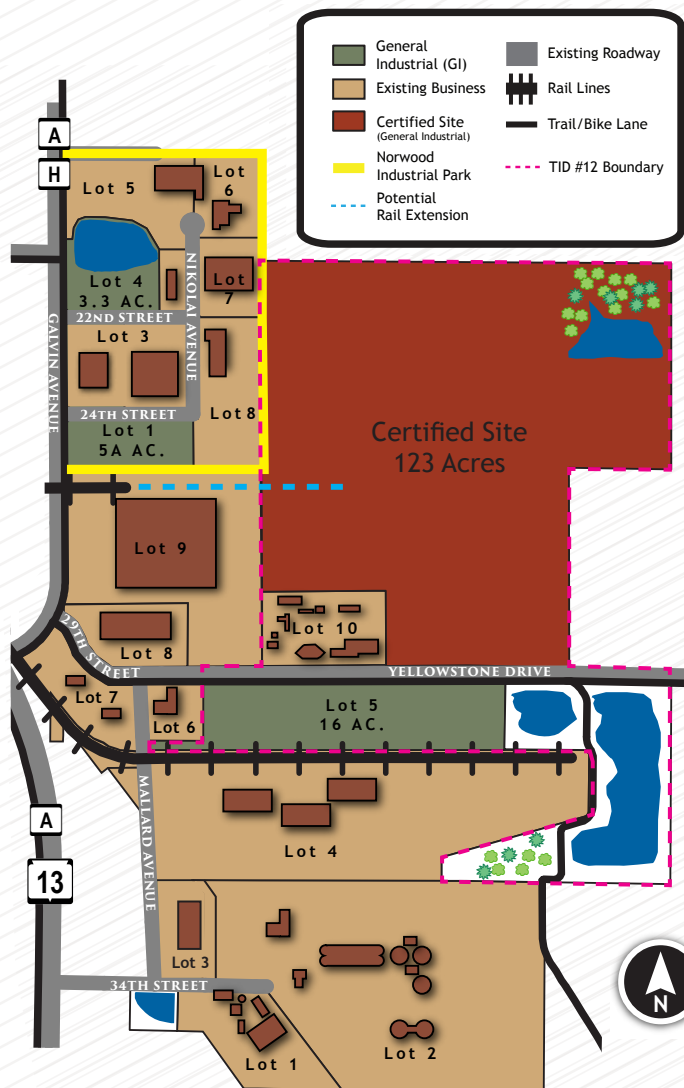 General
Industrial (GI)
Existing Business
Certified Site
(General Industrial)
Norwood
Industrial Park
Potential
Rail Extension
Existing Roadway
Rail Lines
Trail/Bike Lane
TID #12 Boundary
A
H
Lot 5
Lot
6
Lot 4
3.3 AC.
Lot
7
NIKOLAI AVENUE
22ND STREET
GALVIN AVENUE
Lot 3
24TH STREET
Lot 8
Lot 1
5A AC.
Certified Site
123 Acres
Lot 9
Lot 8
Lot 10
29TH STREET
YELLOWSTONE DRIVE
Lot 7
Lot 6
Lot 5
16 AC.
MALLARD AVENUE
A
13
Lot 4
Lot 3
34TH STREET
Lot 1
Lot 2
N